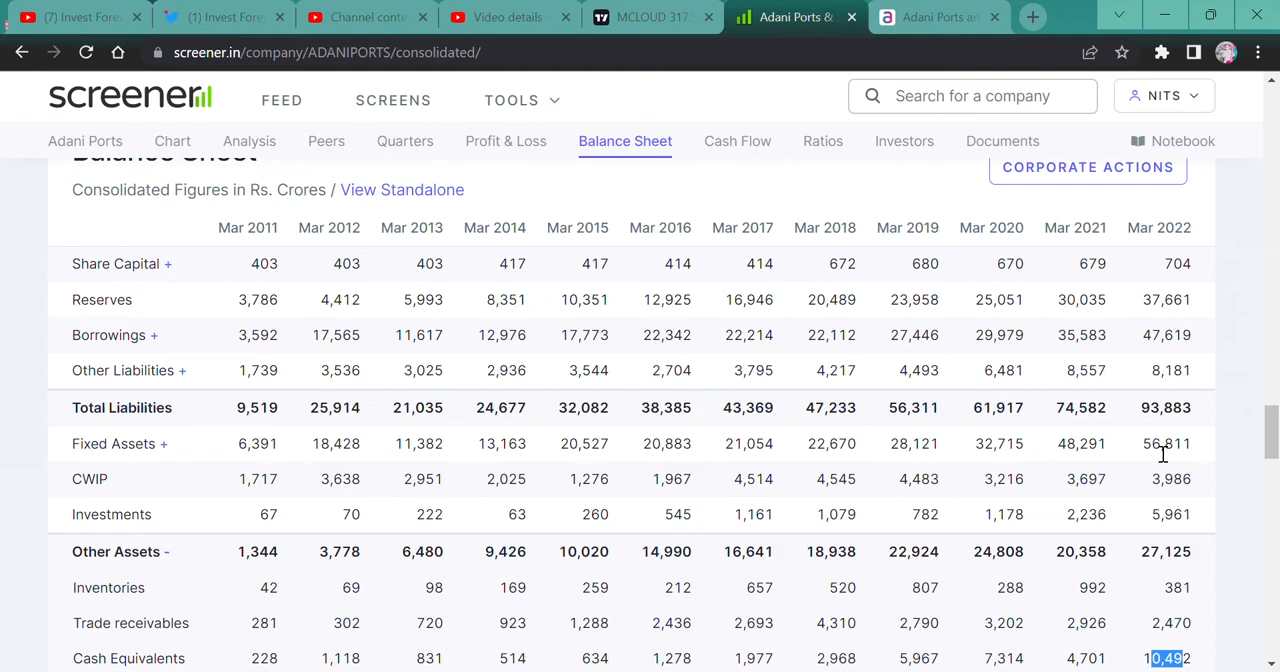 (7) Invest Fore
(1) Invest Fore
Channel conte
Video details -
MCLOUD 317.
Adani Ports &
Adani Ports an
screener.in/company/ADANIPORTS/consolidated/
screener
FEED
SCREENS
TOOLS
Search for a company
NITS
Adani Ports
Chart
Analysis
Peers
Quarters
Profit & Loss
Balance Sheet
Cash Flow
Ratios
Investors
Documents
Notebook
Balance Sheet
CORPORATE ACTIONS
Consolidated Figures in Rs. Crores / View Standalone
Mar 2011 Mar 2012 Mar 2013 Mar 2014 Mar 2015 Mar 2016 Mar 2017 Mar 2018 Mar 2019 Mar 2020 Mar 2021 Mar 2022
Share Capital + 403 403 403 417 417 414 414 672 680 670 679 704
Reserves 3,786 4,412 5,993 8,351 10,351 12,925 16,946 20,489 23,958 25,051 30,035 37,661
Borrowings + 3,592 17,565 11,617 12,976 17,773 22,342 22,214 22,112 27,446 29,979 35,583 47,619
Other Liabilities + 1,739 3,536 3,025 2,936 3,544 2,704 3,795 4,217 4,493 6,481 8,557 8,181
Total Liabilities 9,519 25,914 21,035 24,677 32,082 38,385 43,369 47,233 56,311 61,917 74,582 93,883
Fixed Assets + 6,391 18,428 11,382 13,163 20,527 20,883 21,054 22,670 28,121 32,715 48,291 56,811
CWIP 1,717 3,638 2,951 2,025 1,276 1,967 4,514 4,545 4,483 3,216 3,697 3,986
Investments 67 70 222 63 260 545 1,161 1,079 782 1,178 2,236 5,961
Other Assets - 1,344 3,778 6,480 9,426 10,020 14,990 16,641 18,938 22,924 24,808 20,358 27,125
Inventories 42 69 98 169 259 212 657 520 807 288 992 381
Trade receivables 281 302 720 923 1,288 2,436 2,693 4,310 2,790 3,202 2,926 2,470
Cash Equivalents 228 1,118 831 514 634 1,278 1,977 2,968 5,967 7,314 4,701 10,492